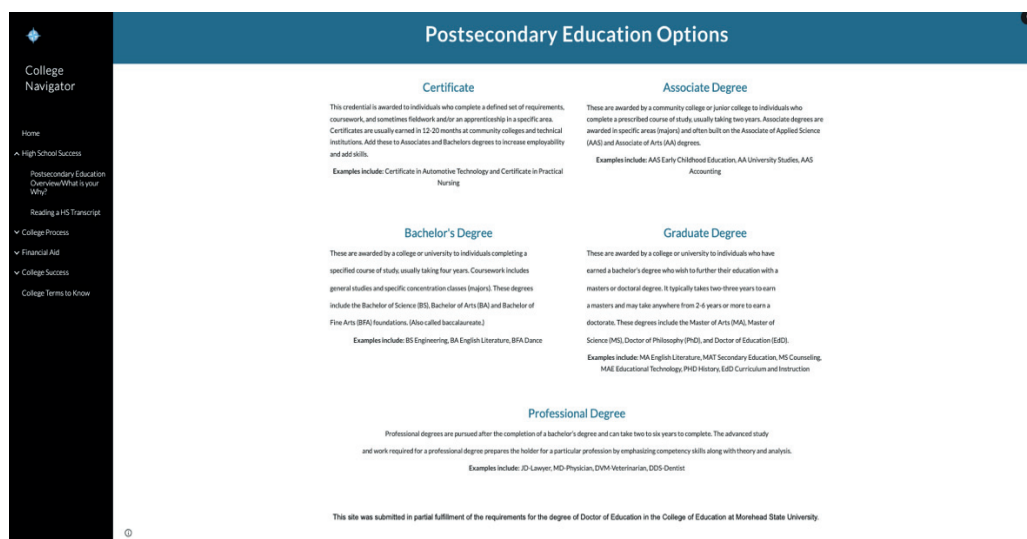 Postsecondary Education Options
College
Navigator
Home
High School Success
Postsecondary Education
Overview/What is your
Why?
Reading a HS Transcript
College Process
Financial Aid
College Success
College Terms to Know
Certificate
This credential is awarded to individuals who complete a defined set of requirements,
coursework, and sometimes fieldwork and/or an apprenticeship in a specific area.
Certificates are usually earned in 12-20 months at community colleges and technical
institutions. Add these to Associates and Bachelors degrees to increase employability
and add skills.
Examples include: Certificate in Automotive Technology and Certificate in Practical
Nursing
Associate Degree
These are awarded by a community college or junior college to individuals who
complete a prescribed course of study, usually taking two years. Associate degrees are
awarded in specific areas (majors) and often built on the Associate of Applied Science
(AAS) and Associate of Arts (AA) degrees.
Examples include: AAS Early Childhood Education, AA University Studies, AAS
Accounting
Bachelor's Degree
These are awarded by a college or university to individuals completing a
specified course of study, usually taking four years. Coursework includes
general studies and specific concentration classes (majors). These degrees
include the Bachelor of Science (BS), Bachelor of Arts (BA) and Bachelor of
Fine Arts (BFA) foundations. (Also called baccalaureate.)
Examples include: BS Engineering, BA English Literature, BFA Dance
Graduate Degree
These are awarded by a college or university to individuals who have
earned a bachelor's degree who wish to further their education with a
masters or doctoral degree. It typically takes two-three years to earn
a masters and may take anywhere from 2-6 years or more to earn a
doctorate. These degrees include the Master of Arts (MA), Master of
Science (MS), Doctor of Philosophy (PhD), and Doctor of Education (EdD).
Examples include: MA English Literature, MAT Secondary Education, MS Counseling,
MAE Educational Technology, PHD History, EdD Curriculum and Instruction
Professional Degree
Professional degrees are pursued after the completion of a bachelor's degree and can take two to six years to complete. The advanced study
and work required for a professional degree prepares the holder for a particular profession by emphasizing competency skills along with theory and analysis.
Examples include: JD-Lawyer, MD-Physician, DVM-Veterinarian, DDS-Dentist
This site was submitted in partial fulfillment of the requirements for the degree of Doctor of Education in the College of Education at Morehead State University.